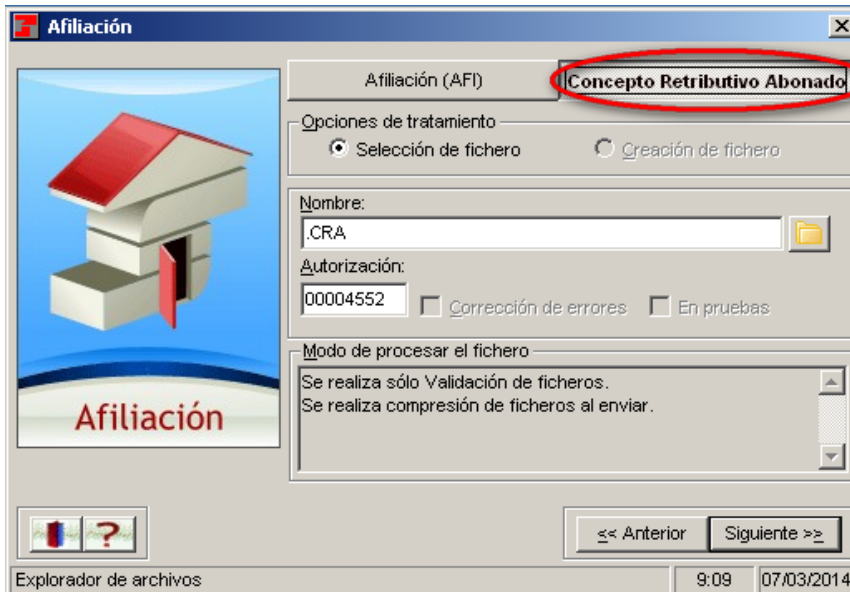 Afiliación
Afiliación (AFI)
Concepto Retributivo Abonado
Opciones de tratamiento
Selección de fichero
Creación de fichero
Nombre:
.CRA
Autorización:
00004552
Corrección de errores
En pruebas
Modo de procesar el fichero
Se realiza sólo Validación de ficheros.
Se realiza compresión de ficheros al enviar.
Afiliación
?
<< Anterior
Siguiente >>
Explorador de archivos
9:09
07/03/2014